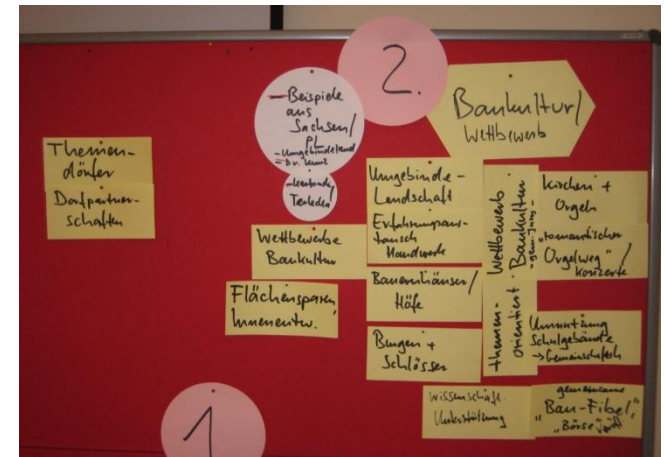 2.
Baukultur/
Wettbewerb
- Beispiele
aus
Sachsen/
PL
- Umgebindeland
Themen-
dörfer
Dorfpartner-
schaften
Umgebinde-
Landschaft
Erfahrungsaus-
tausch
Handwerk
Bauernhäuser/
Höfe
Burgen +
Schlösser
Wettbewerbe
Baukultur
Flächensparen
Innenentw.
themen-
orientiert
Wettbewerb
Baukultur
Kirchen +
Orgeln
"romantischer
Orgelweg"/
Konzerte
Umnutzung
Schulgebäude
wissenschaftl.
Unterstützung
gemeinsame
"Bau-Fibel",
"Börse"
1